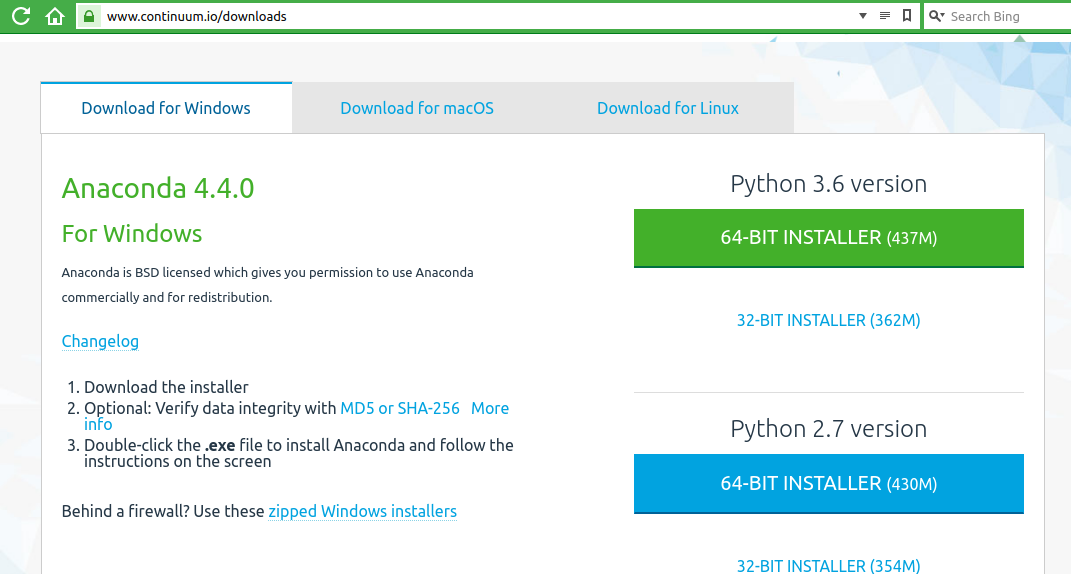 www.continuum.io/downloads
Search Bing
Download for Windows
Download for macOS
Download for Linux
Anaconda 4.4.0
For Windows
Anaconda is BSD licensed which gives you permission to use Anaconda
commercially and for redistribution.
Changelog
1. Download the installer
2. Optional: Verify data integrity with MD5 or SHA-256 More
info
3. Double-click the .exe file to install Anaconda and follow the
instructions on the screen
Behind a firewall? Use these zipped Windows installers
Python 3.6 version
64-BIT INSTALLER (437M)
32-BIT INSTALLER (362M)
Python 2.7 version
64-BIT INSTALLER (430M)
32-BIT INSTALLER (354M)